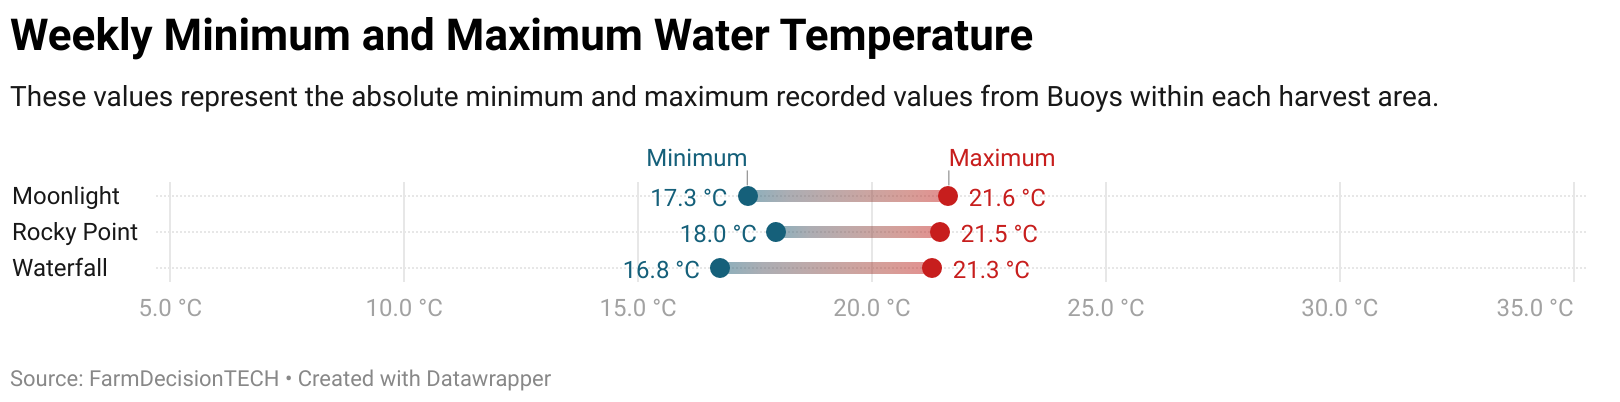 Weekly Minimum and Maximum Water Temperature
These values represent the absolute minimum and maximum recorded values from Buoys within each harvest area.
Minimum Maximum
Moonlight 17.3 °C 21.6 °C
Rocky Point 18.0 °C 21.5 °C
Waterfall 16.8 °C 21.3 °C
5.0 °C 10.0 °C 15.0 °C 20.0 °C 25.0 °C 30.0 °C 35.0 °C
Source: FarmDecisionTECH • Created with Datawrapper